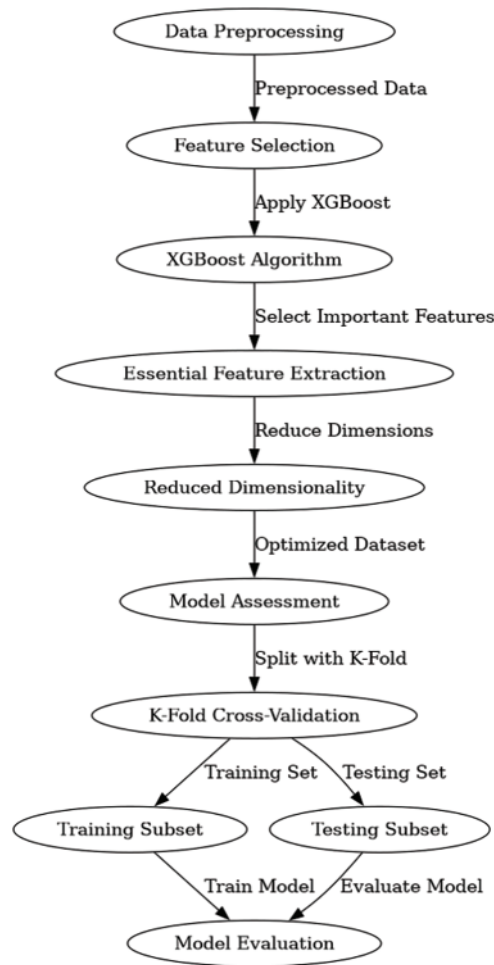 Data Preprocessing
Preprocessed Data
Feature Selection
Apply XGBoost
XGBoost Algorithm
Select Important Features
Essential Feature Extraction
Reduce Dimensions
Reduced Dimensionality
Optimized Dataset
Model Assessment
Split with K-Fold
K-Fold Cross-Validation
Training Set
Testing Set
Training Subset
Testing Subset
Train Model
Evaluate Model
Model Evaluation